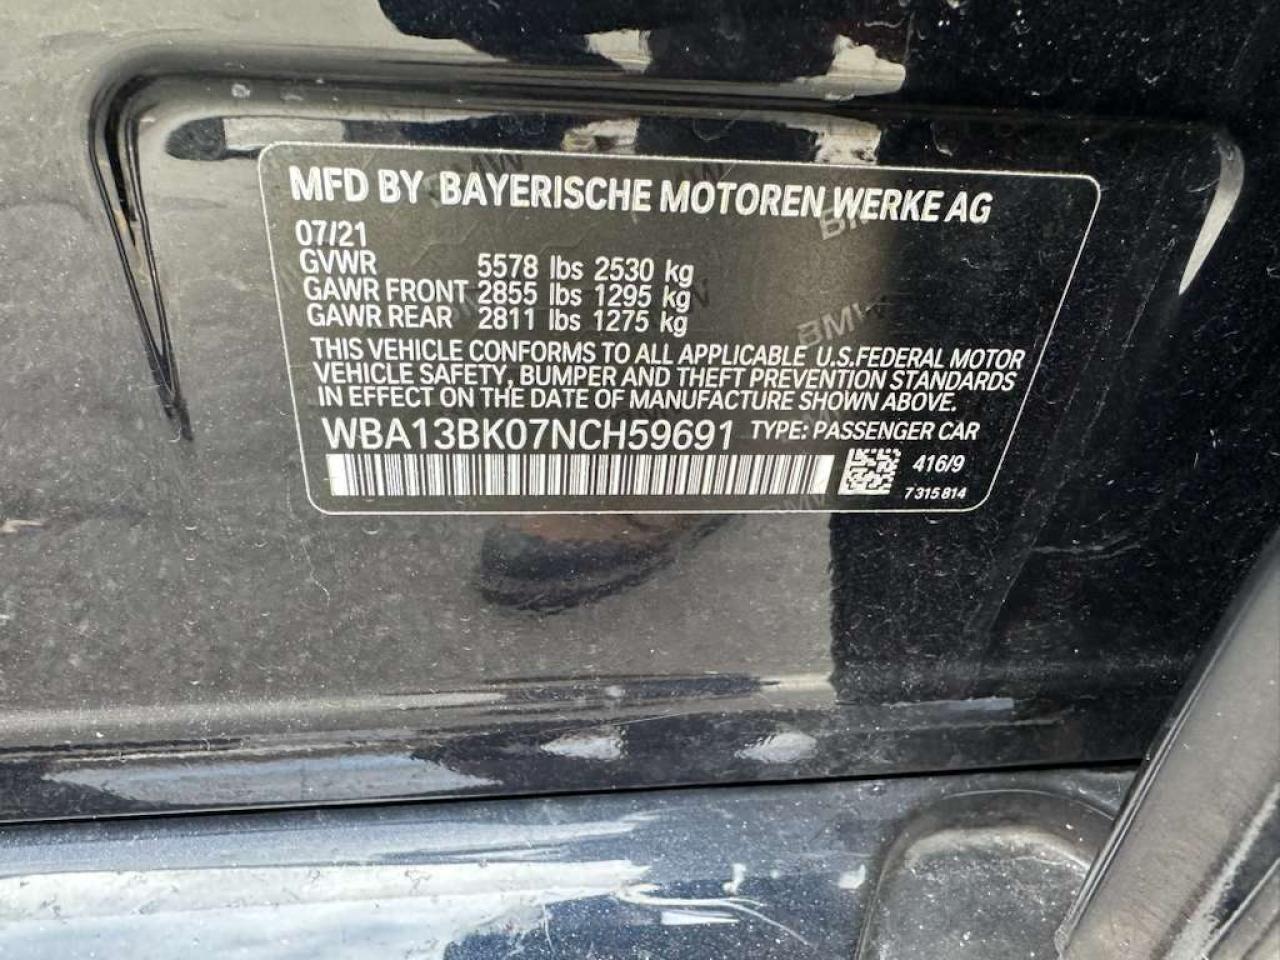 MFD BY BAYERISCHE MOTOREN WERKE AG
07/21
GVWR 5578 lbs 2530 kg
GAWR FRONT 2855 lbs 1295 kg
GAWR REAR 2811 lbs 1275 kg
THIS VEHICLE CONFORMS TO ALL APPLICABLE U.S.FEDERAL MOTOR
VEHICLE SAFETY, BUMPER AND THEFT PREVENTION STANDARDS
IN EFFECT ON THE DATE OF MANUFACTURE SHOWN ABOVE.
WBA13BK07NCH59691 TYPE: PASSENGER CAR
416/9
7 315 814